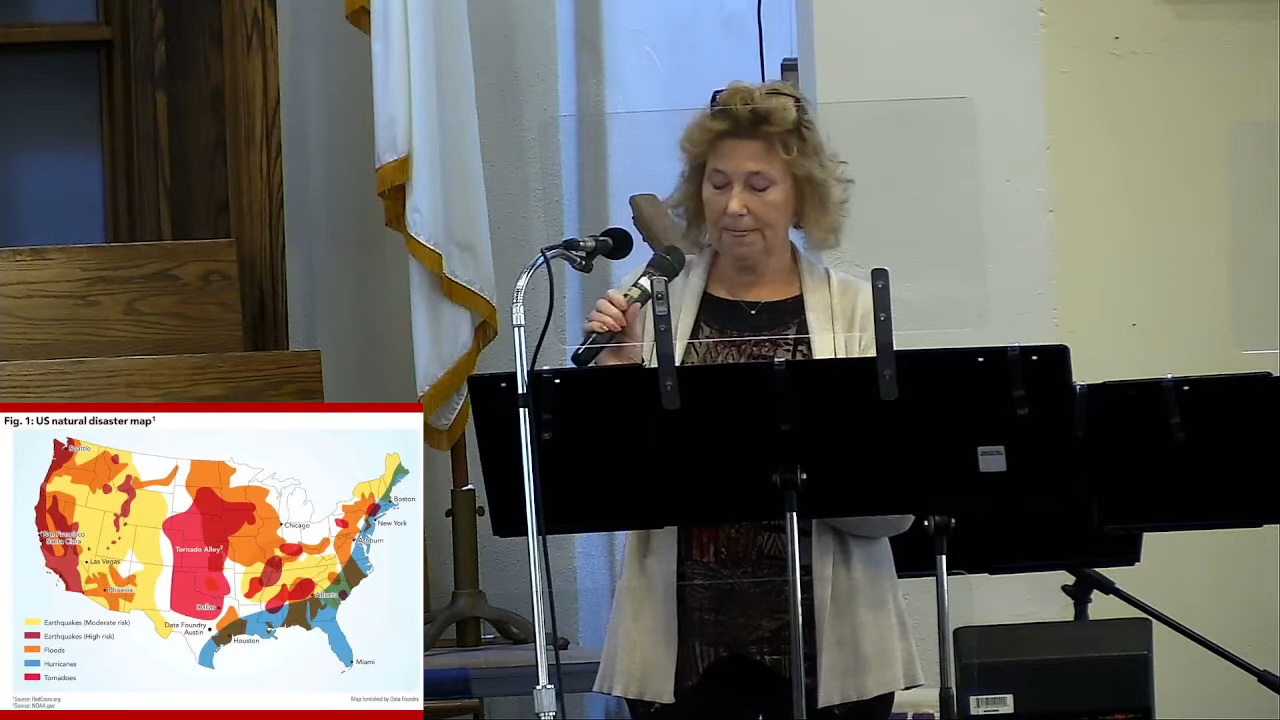 Fig. 1: US natural disaster map¹
Seattle
Boston
Chicago
New York
Ashburn
San Francisco
Santa Clara
Tornado Alley²
Las Vegas
Phoenix
Atlanta
Dallas
Data Foundry
Austin
Houston
Miami
Earthquakes (Moderate risk)
Earthquakes (High risk)
Floods
Hurricanes
Tornadoes
¹Source: RedCross.org
²Source: NOAA.gov
Map furnished by Data Foundry